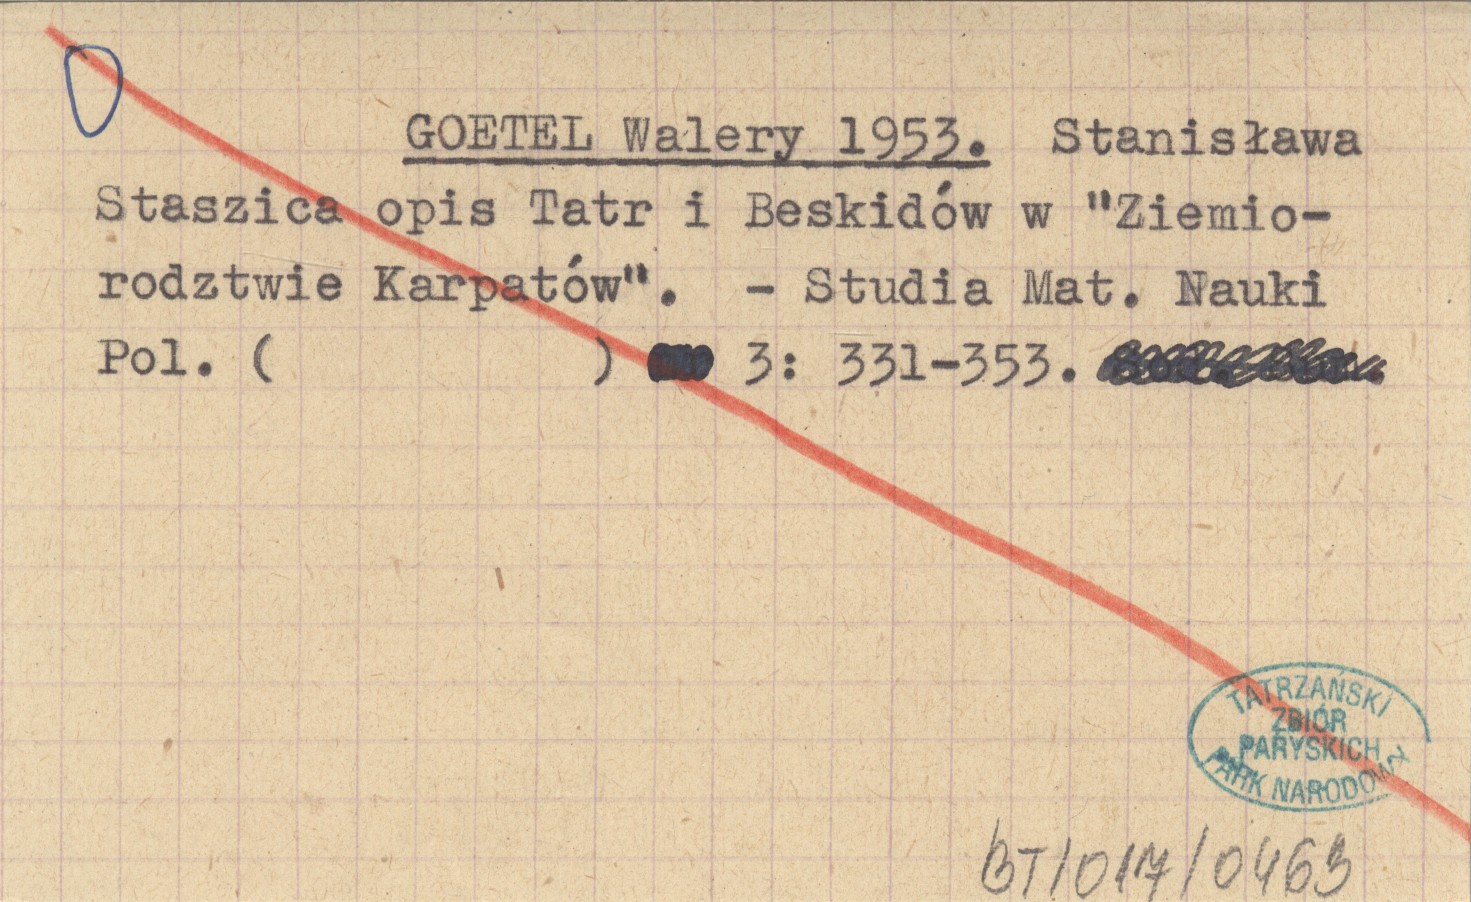 GOETEL Walery 1953. Stanisława
Staszica opis Tatr i Beskidów w "Ziemio-
rodztwie Karpatów". - Studia Mat. Nauki
Pol. (                ) 3: 331-353.
TATRZAŃSKI
ZBIÓR
PARYSKICH
PARK NARODOWY
BT/017/0463